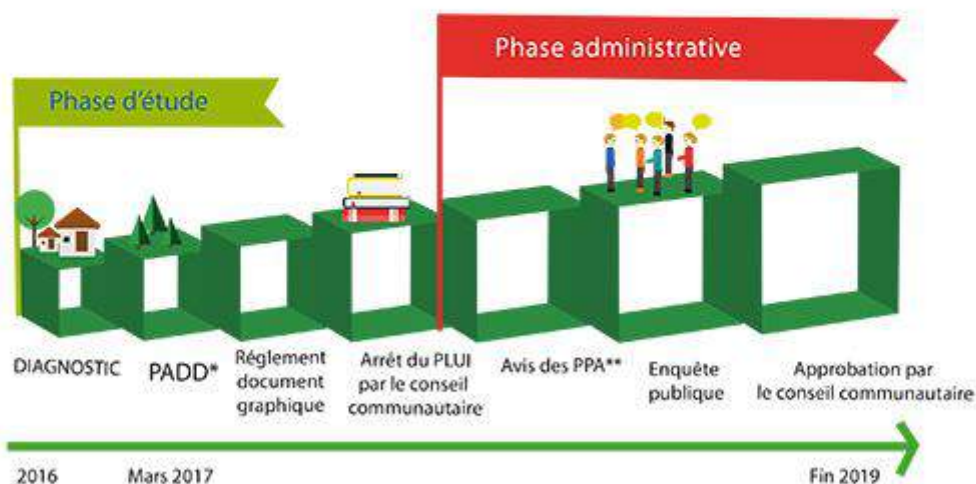 Phase d'étude
Phase administrative
DIAGNOSTIC
PADD*
Réglement
document
graphique
Arrêt du PLUI
par le conseil
communautaire
Avis des PPA**
Enquête
publique
Approbation par
le conseil communautaire
2016
Mars 2017
Fin 2019